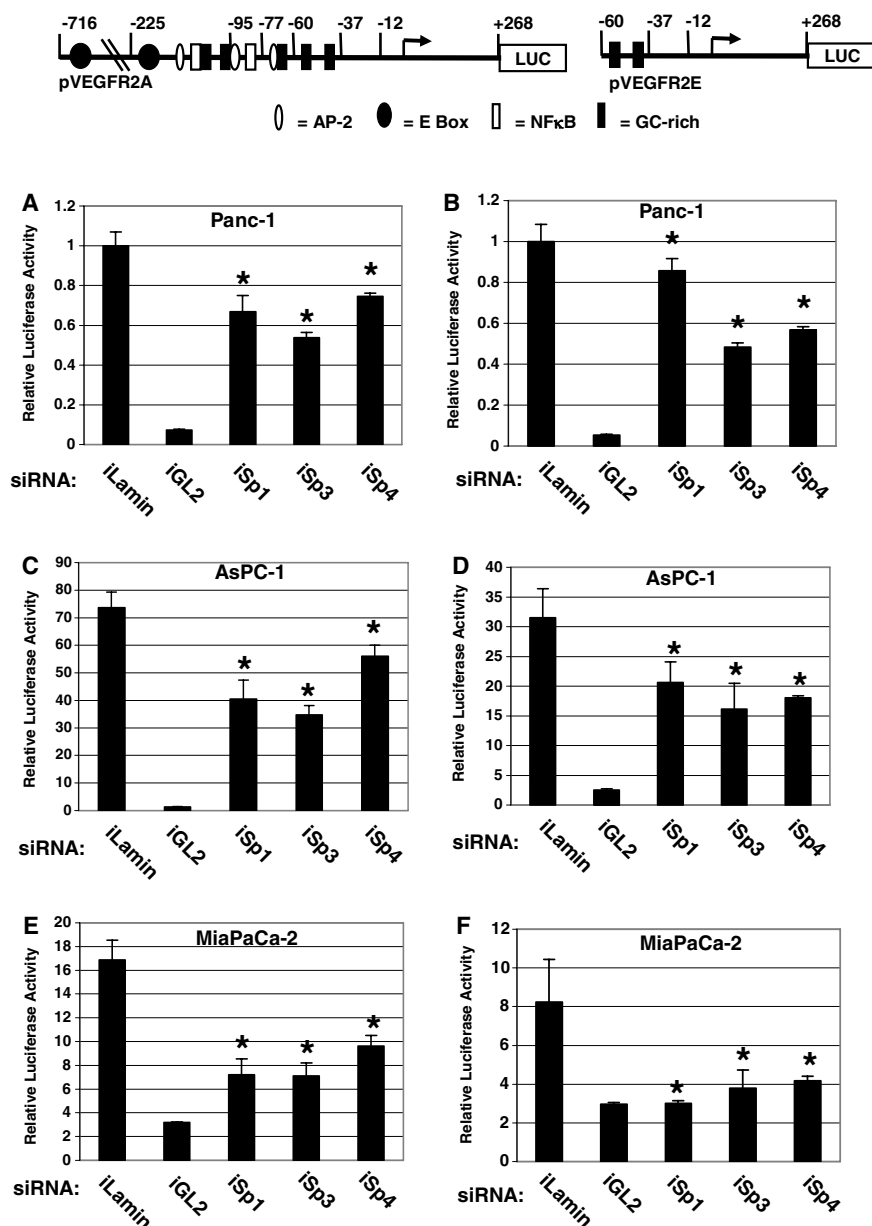 -716 -225 -95 -77 -60 -37 -12 +268
LUC
pVEGFR2A
-60 -37 -12 +268
LUC
pVEGFR2E
= AP-2 = E Box = NFκB = GC-rich
A
Panc-1
Relative Luciferase Activity
1.2
1
0.8
0.6
0.4
0.2
0
* * *
siRNA: iLamin iGL2 iSp1 iSp3 iSp4
B
Panc-1
Relative Luciferase Activity
1.2
1
0.8
0.6
0.4
0.2
0
* * *
siRNA: iLamin iGL2 iSp1 iSp3 iSp4
C
AsPC-1
Relative Luciferase Activity
90
80
70
60
50
40
30
20
10
0
* * *
siRNA: iLamin iGL2 iSp1 iSp3 iSp4
D
AsPC-1
Relative Luciferase Activity
40
35
30
25
20
15
10
5
0
* * *
siRNA: iLamin iGL2 iSp1 iSp3 iSp4
E
MiaPaCa-2
Relative Luciferase Activity
20
18
16
14
12
10
8
6
4
2
0
* * *
siRNA: iLamin iGL2 iSp1 iSp3 iSp4
F
MiaPaCa-2
Relative Luciferase Activity
12
10
8
6
4
2
0
* * *
siRNA: iLamin iGL2 iSp1 iSp3 iSp4